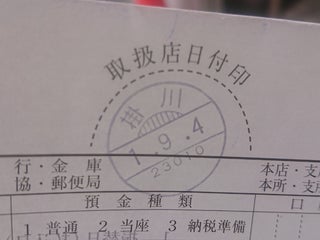 取扱店日付印
掛川
1.9.4
23010
行・金庫
協・郵便局
本店・支
本所・支
預金種類
口
1 普通 2 当座 3 納税準備